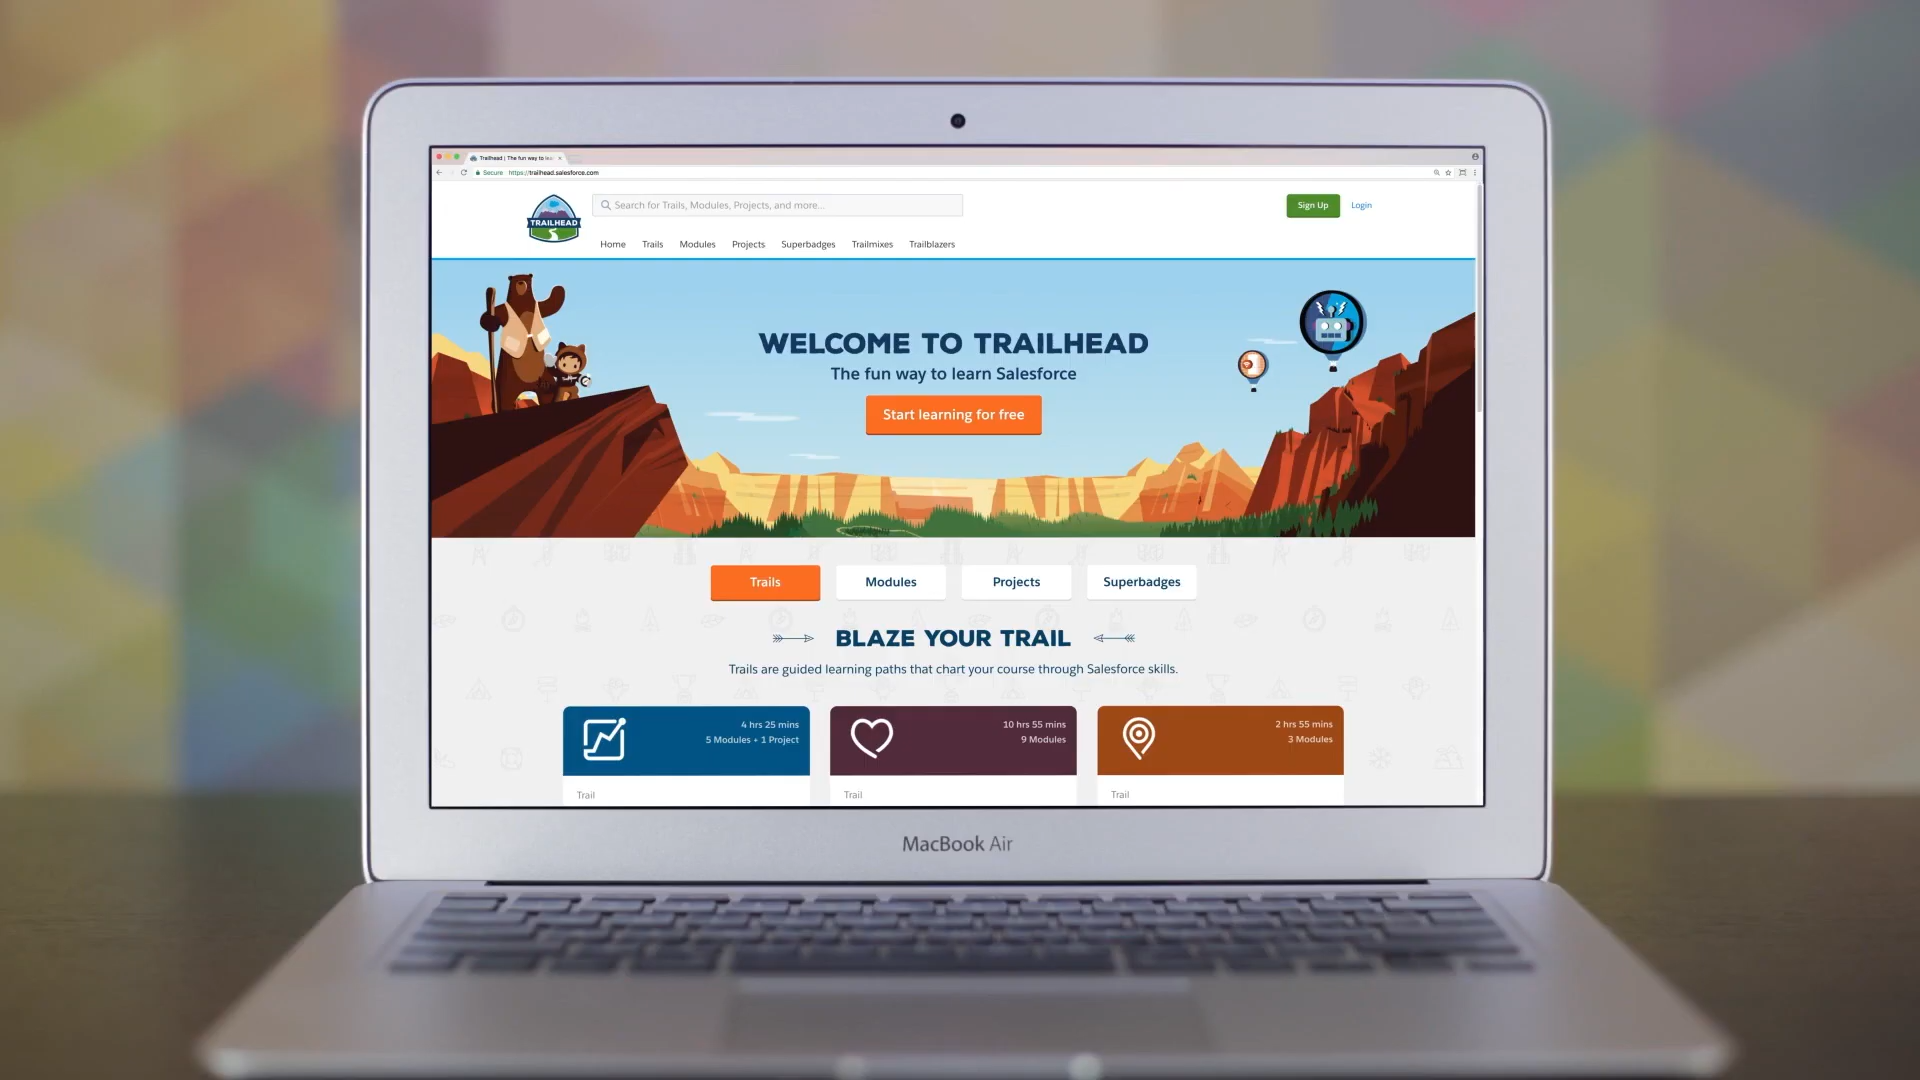 Trailhead | The fun way to lea
Secure https://trailhead.salesforce.com
TRAILHEAD
Search for Trails, Modules, Projects, and more...
Sign Up Login
Home Trails Modules Projects Superbadges Trailmixes Trailblazers
WELCOME TO TRAILHEAD
The fun way to learn Salesforce
Start learning for free
Trails Modules Projects Superbadges
BLAZE YOUR TRAIL
Trails are guided learning paths that chart your course through Salesforce skills.
4 hrs 25 mins
5 Modules + 1 Project
Trail
10 hrs 55 mins
9 Modules
Trail
2 hrs 55 mins
3 Modules
Trail
MacBook Air